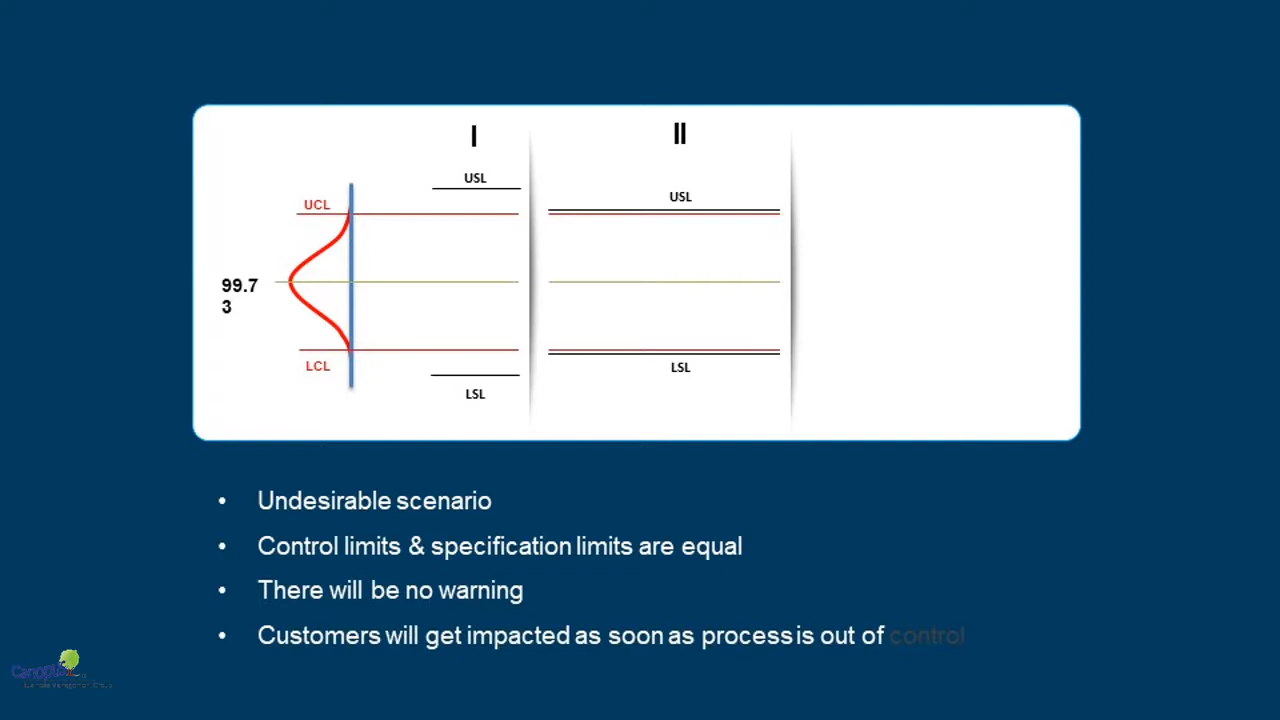 I
II
USL
USL
UCL
99.7
3
LCL
LSL
LSL
• Undesirable scenario
• Control limits & specification limits are equal
• There will be no warning
• Customers will get impacted as soon as process is out of control
Canopus